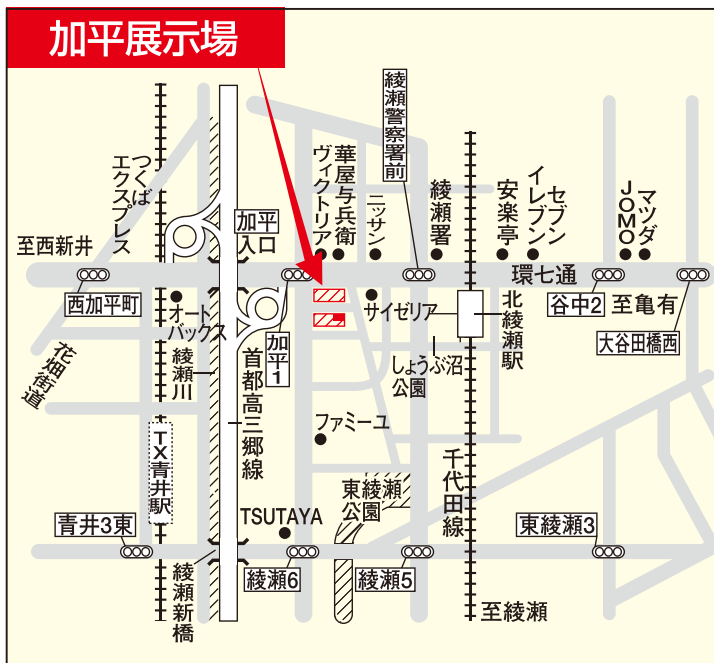 加平展示場
つくば
エクスプレス
至西新井
西加平町
加平
入口
ヴィクトリア
華屋与兵衛
ニッサン
綾瀬警察署前
綾瀬署
安楽亭
セブン
イレブン
JOMO
マツダ
環七通
谷中2
至亀有
大谷田橋西
オート
バックス
サイゼリア
北綾瀬駅
しょうぶ沼
公園
加平1
花畑街道
綾瀬川
首都高三郷線
ファミーユ
千代田線
TX青井駅
東綾瀬
公園
TSUTAYA
青井3東
綾瀬新橋
綾瀬6
綾瀬5
東綾瀬3
至綾瀬